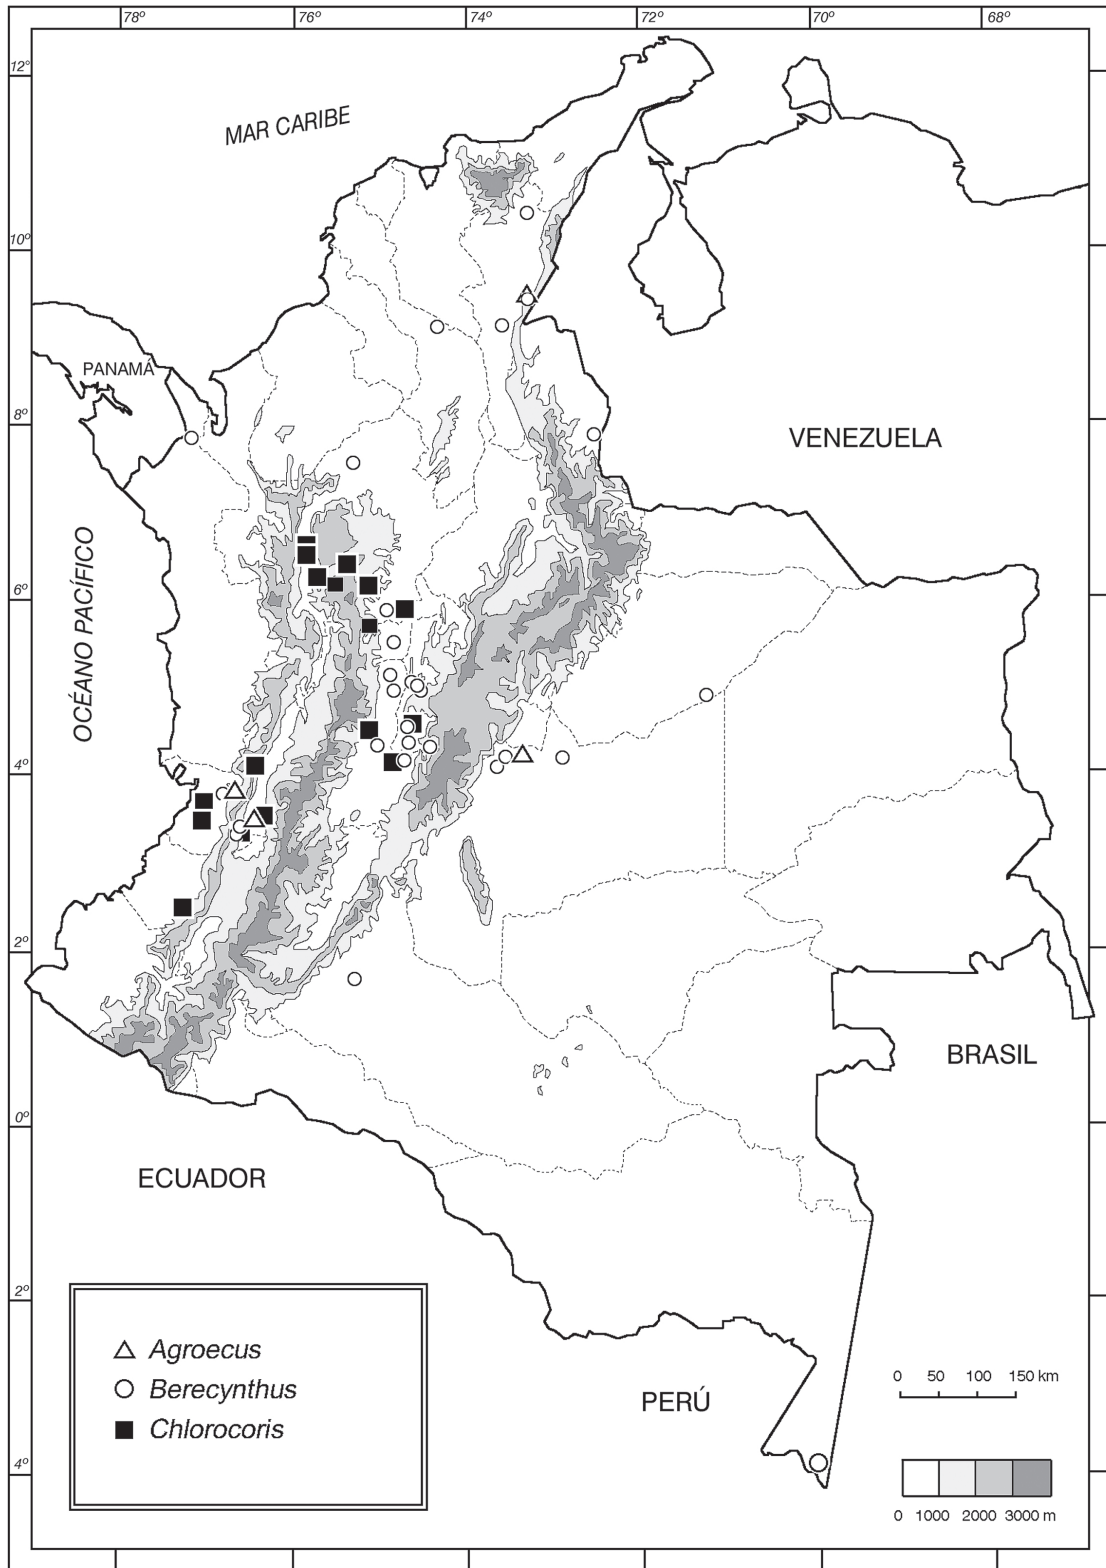 78º 76º 74º 72º 70º 68º
12º
MAR CARIBE
10º
PANAMÁ
8º
VENEZUELA
OCÉANO PACÍFICO
6º
4º
2º
BRASIL
0º
ECUADOR
2º
Agroecus
Berecynthus
Chlorocoris
PERÚ
0 50 100 150 km
4º
0 1000 2000 3000 m